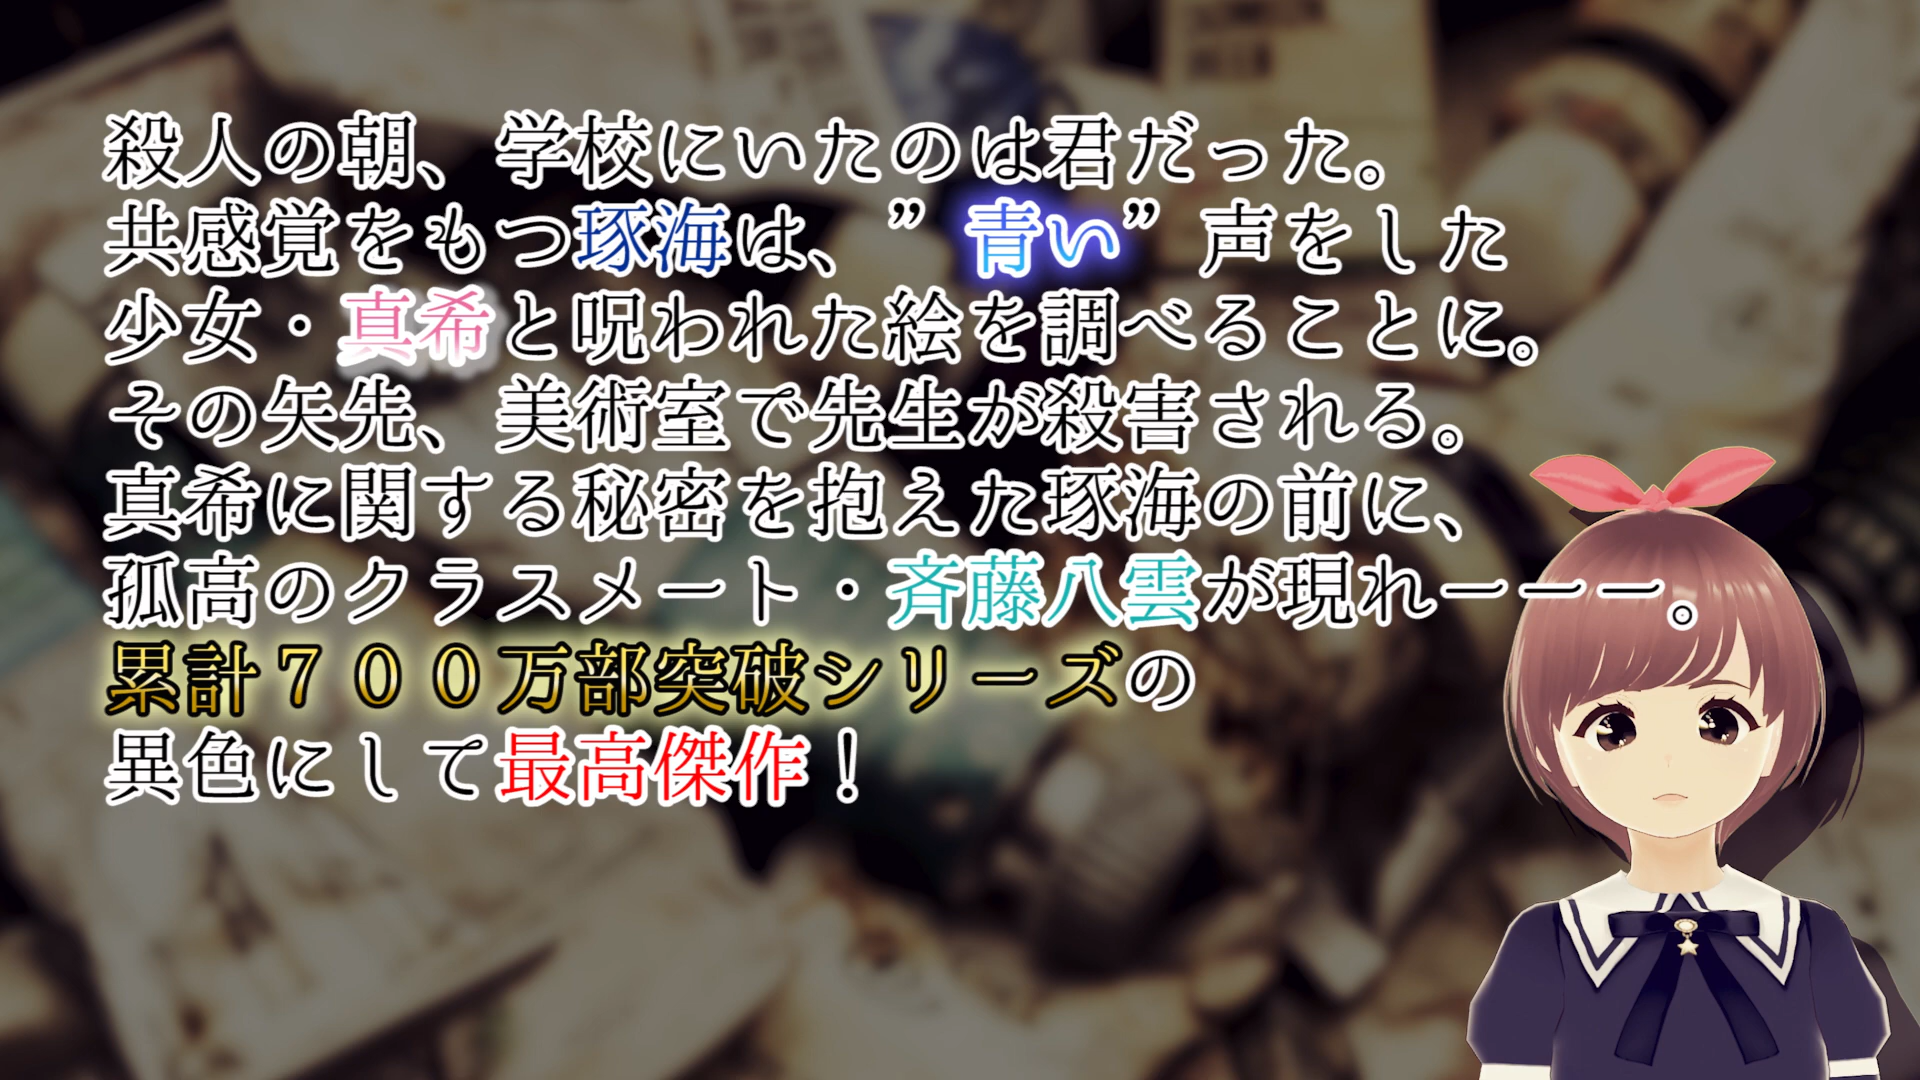 殺人の朝、学校にいたのは君だった。
共感覚をもつ琢海は、”青い”声をした
少女・真希と呪われた絵を調べることに。
その矢先、美術室で先生が殺害される。
真希に関する秘密を抱えた琢海の前に、
孤高のクラスメート・斉藤八雲が現れーーー。
累計７００万部突破シリーズの
異色にして最高傑作！